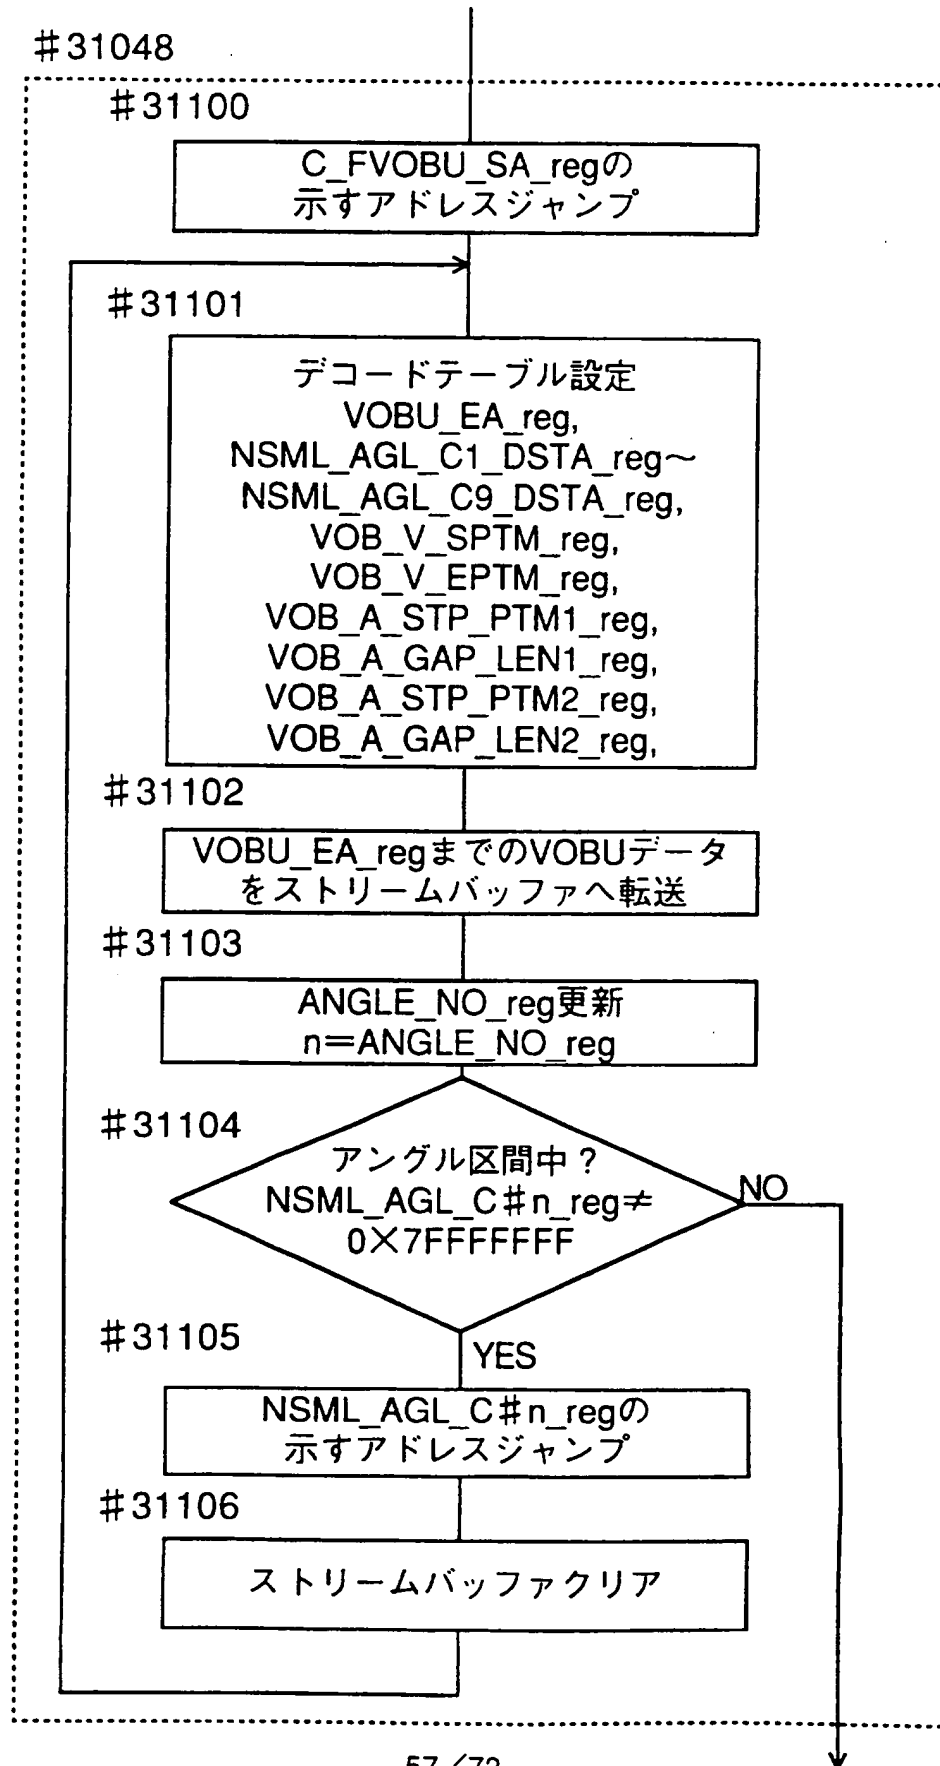 #31048
#31100
C_FVOBU_SA_regの
示すアドレスジャンプ
#31101
デコードテーブル設定
VOBU_EA_reg,
NSML_AGL_C1_DSTA_reg～
NSML_AGL_C9_DSTA_reg,
VOB_V_SPTM_reg,
VOB_V_EPTM_reg,
VOB_A_STP_PTM1_reg,
VOB_A_GAP_LEN1_reg,
VOB_A_STP_PTM2_reg,
VOB_A_GAP_LEN2_reg,
#31102
VOBU_EA_regまでのVOBUデータ
をストリームバッファへ転送
#31103
ANGLE_NO_reg更新
n＝ANGLE_NO_reg
#31104
アングル区間中？
NSML_AGL_C#n_reg≠
0×7FFFFFFF
NO
#31105
YES
NSML_AGL_C#n_regの
示すアドレスジャンプ
#31106
ストリームバッファクリア
57/72